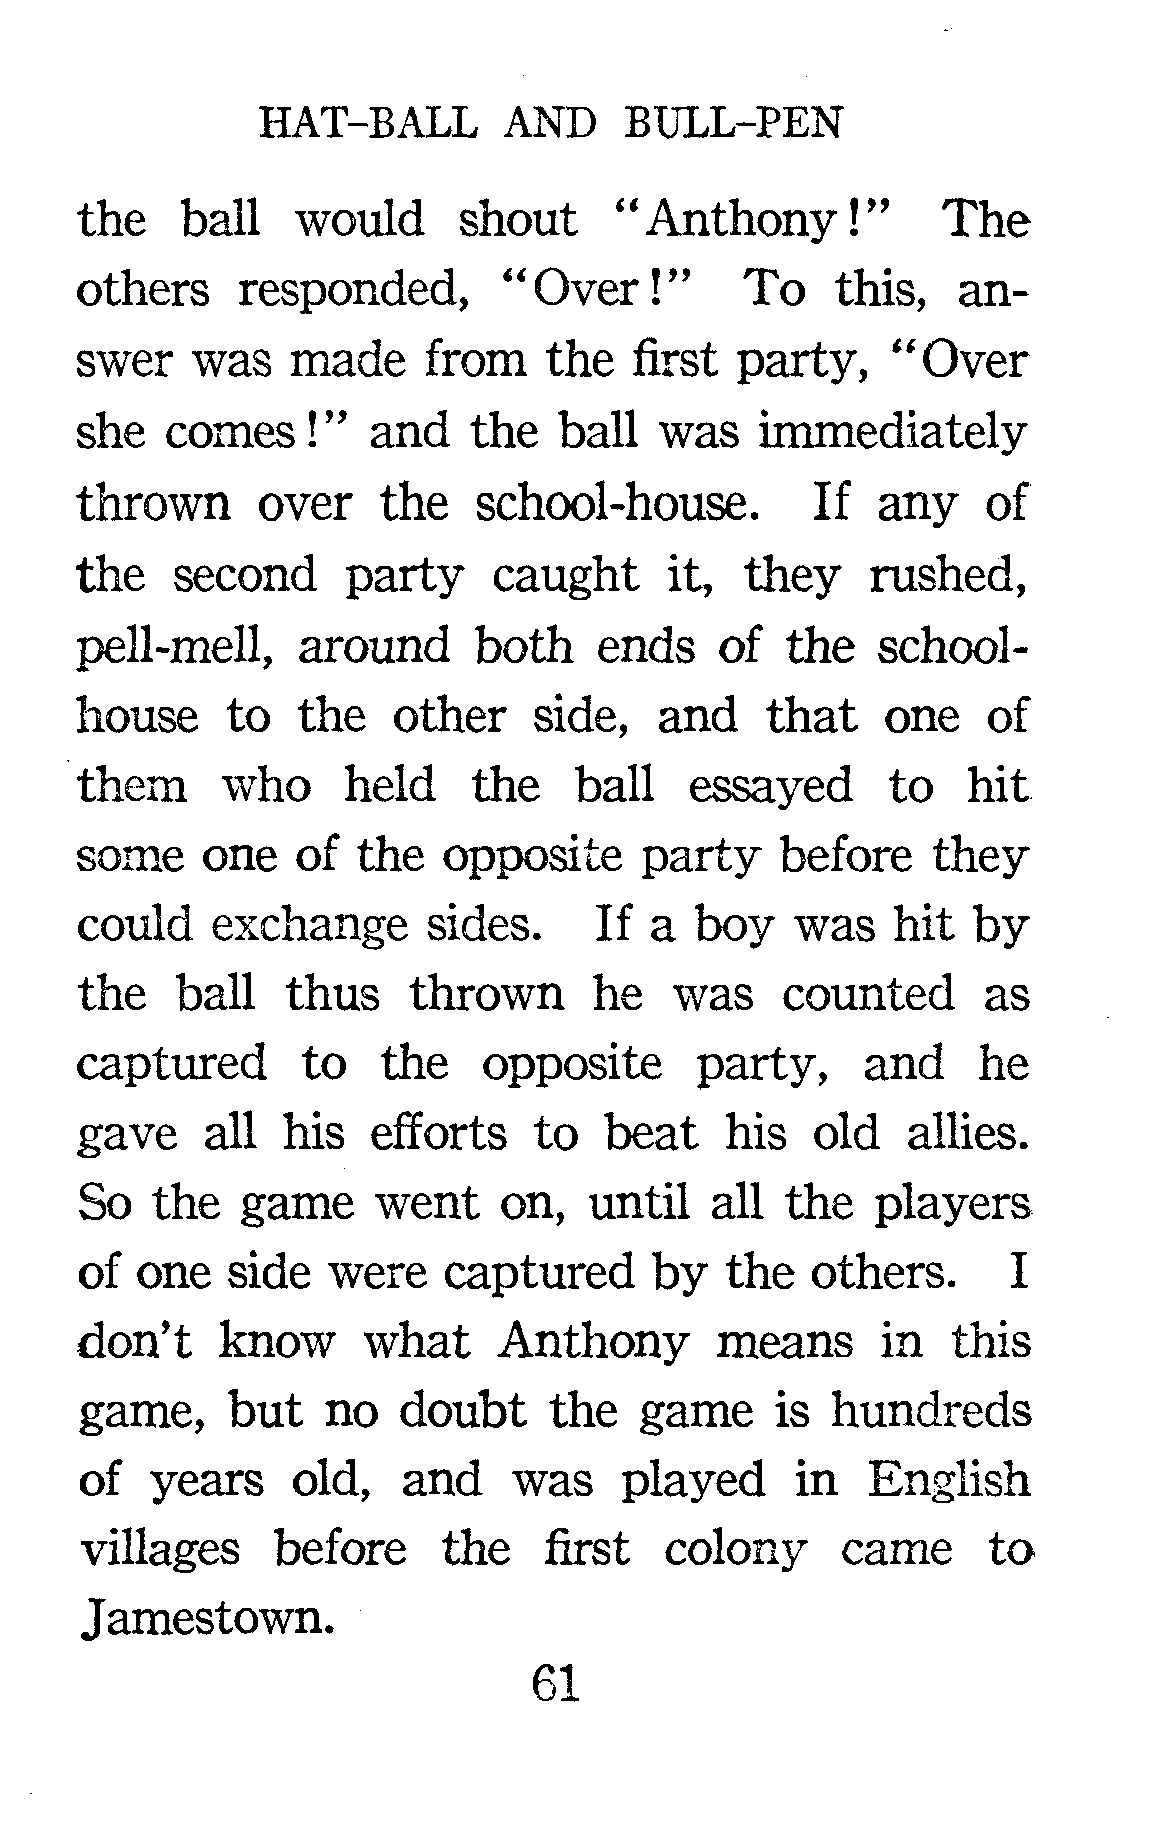 HAT-BALL AND BULL-PEN
the ball would shout "Anthony!" The
others responded, "Over!" To this, an-
swer was made from the first party, "Over
she comes!" and the ball was immediately
thrown over the school-house. If any of
the second party caught it, they rushed,
pell-mell, around both ends of the school-
house to the other side, and that one of
them who held the ball essayed to hit
some one of the opposite party before they
could exchange sides. If a boy was hit by
the ball thus thrown he was counted as
captured to the opposite party, and he
gave all his efforts to beat his old allies.
So the game went on, until all the players
of one side were captured by the others. I
don't know what Anthony means in this
game, but no doubt the game is hundreds
of years old, and was played in English
villages before the first colony came to
Jamestown.
61